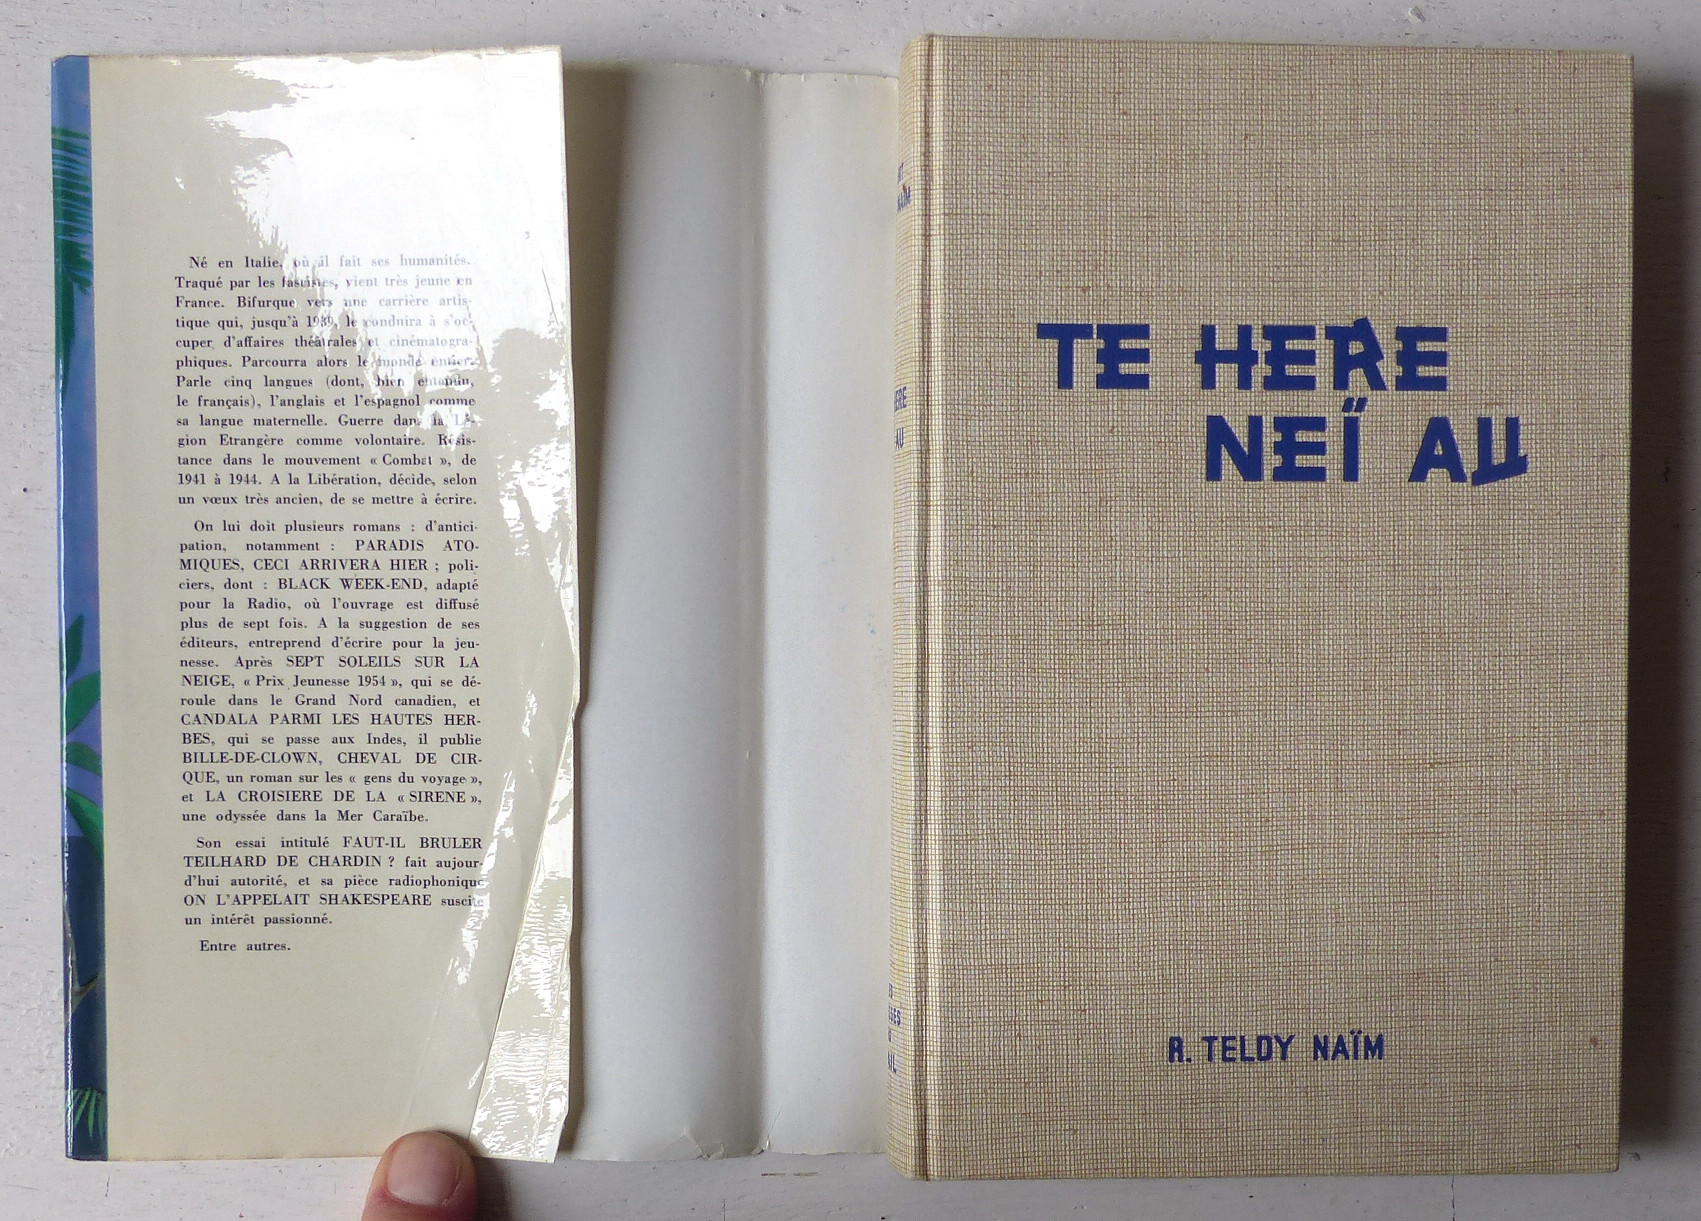 Né en Italie, où il fait ses humanités.
Traqué par les fascistes, vient très jeune en
France. Bifurque vers une carrière artis-
tique qui, jusqu'à 1939, le conduira à s'oc-
cuper d'affaires théâtrales et cinématogra-
phiques. Parcourra alors le monde entier.
Parle cinq langues (dont, bien entendu,
le français), l'anglais et l'espagnol comme
sa langue maternelle. Guerre dans la Lé-
gion Etrangère comme volontaire. Résis-
tance dans le mouvement « Combat », de
1941 à 1944. A la Libération, décide, selon
un vœux très ancien, de se mettre à écrire.
On lui doit plusieurs romans : d'antici-
pation, notamment : PARADIS ATO-
MIQUES, CECI ARRIVERA HIER ; poli-
ciers, dont : BLACK WEEK-END, adapté
pour la Radio, où l'ouvrage est diffusé
plus de sept fois. A la suggestion de ses
éditeurs, entreprend d'écrire pour la jeu-
nesse. Après SEPT SOLEILS SUR LA
NEIGE, « Prix Jeunesse 1954 », qui se dé-
roule dans le Grand Nord canadien, et
CANDALA PARMI LES HAUTES HER-
BES, qui se passe aux Indes, il publie
BILLE-DE-CLOWN, CHEVAL DE CIR-
QUE, un roman sur les « gens du voyage »,
et LA CROISIERE DE LA « SIRENE »,
une odyssée dans la Mer Caraïbe.
Son essai intitulé FAUT-IL BRULER
TEILHARD DE CHARDIN ? fait aujour-
d'hui autorité, et sa pièce radiophonique
ON L'APPELAIT SHAKESPEARE suscite
un intérêt passionné.
Entre autres.
TE HERE
NEÏ AU
R. TELDY NAÏM